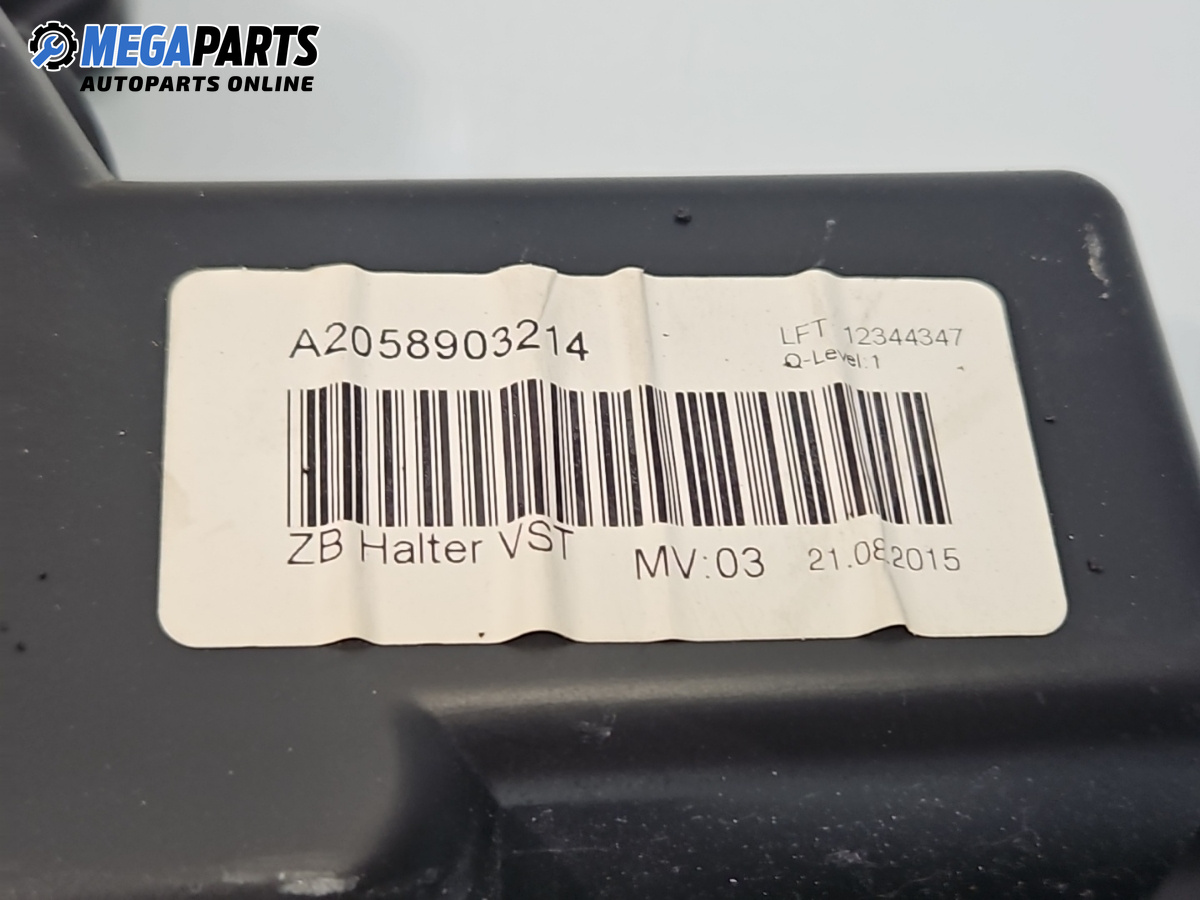 MEGAPARTS
AUTOPARTS ONLINE
A2058903214
LFT 12344347
Q-Level:1
ZB Halter VST
MV:03
21.08.2015